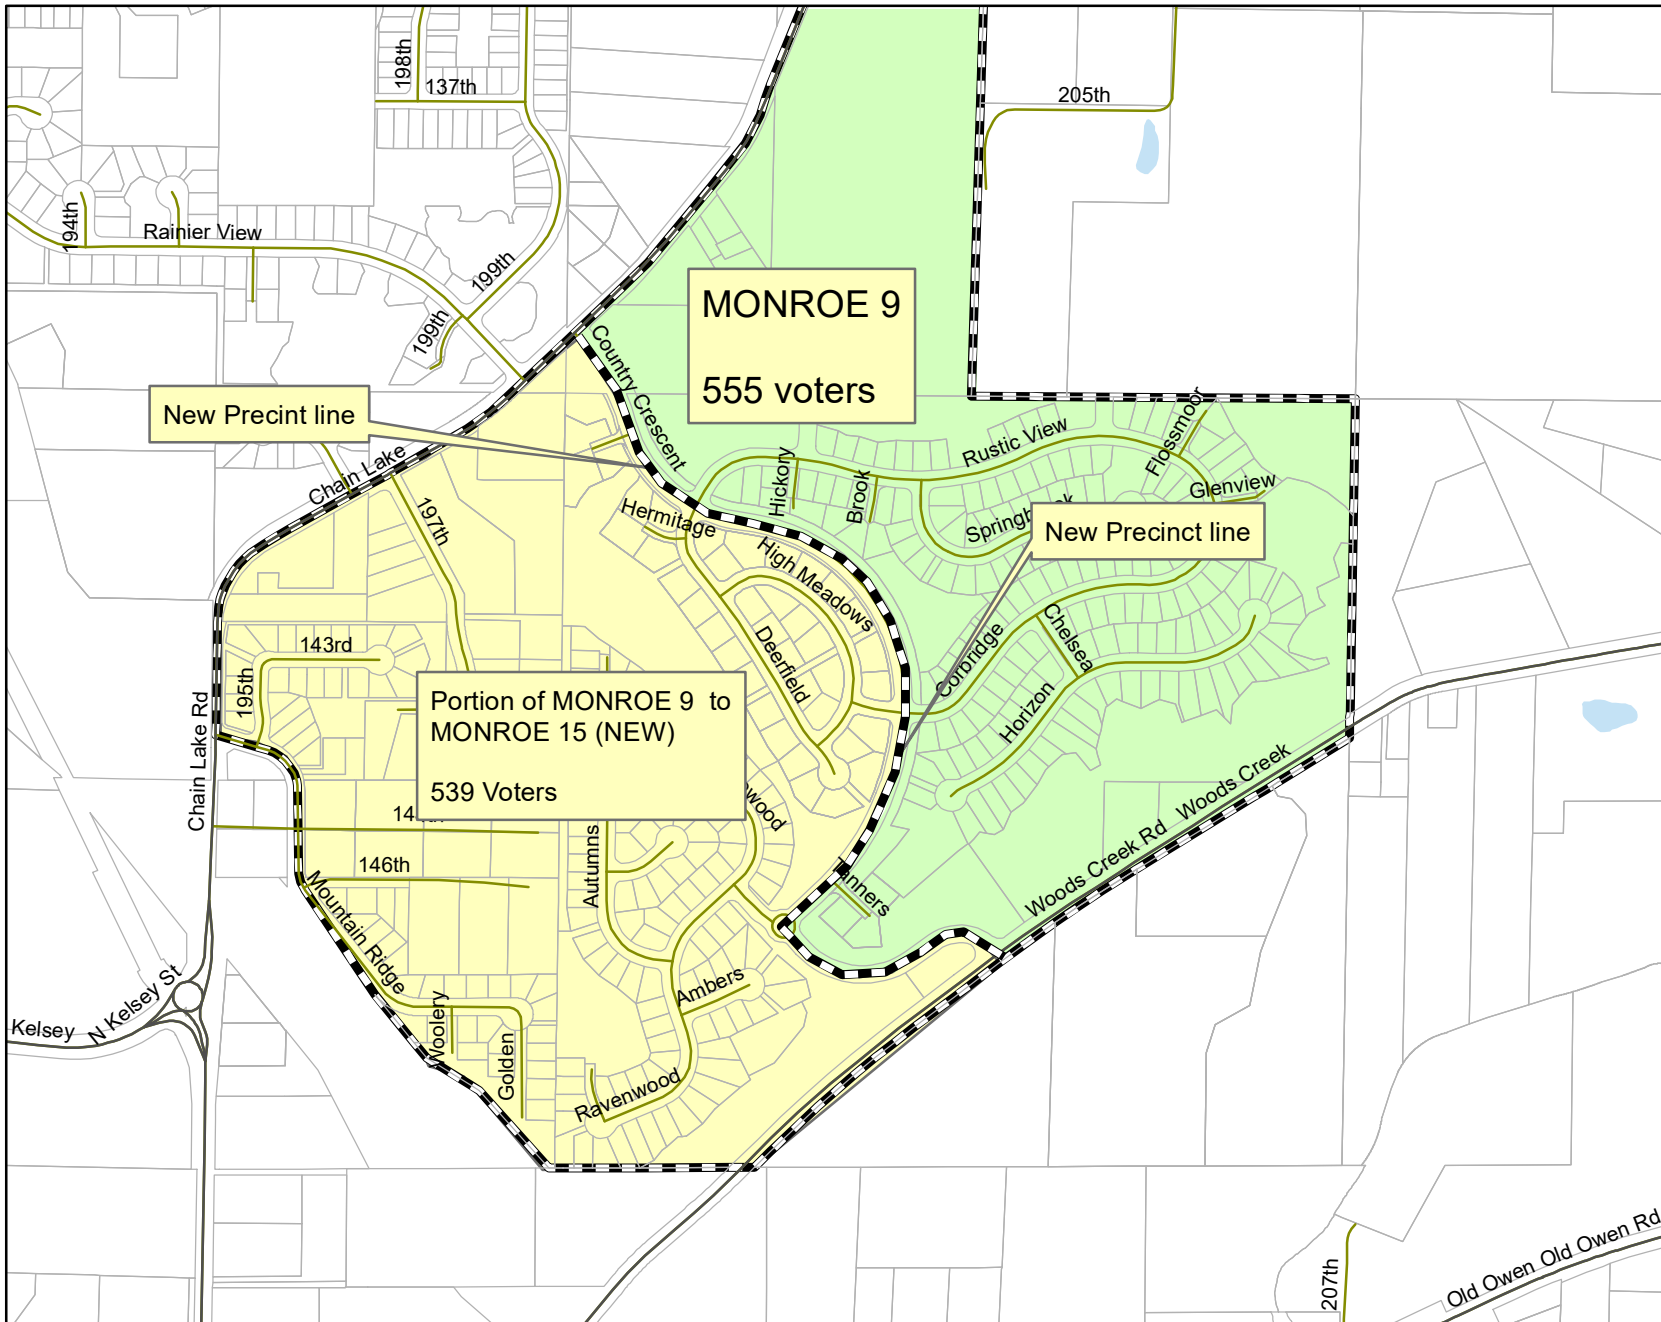 198th
137th
205th
194th
Rainier View
199th
199th
MONROE 9
555 voters
Country Crescent
New Precint line
Chain Lake
197th
Hermitage
Hickory
Brook
Rustic View
Flossmoor
Glenview
New Precinct line
High Meadows
Deerfield
Corbridge
Chelsea
Horizon
143rd
195th
Chain Lake Rd
Portion of MONROE 9 to
MONROE 15 (NEW)
539 Voters
146th
Autumns
Tanners
Woods Creek Rd
Woods Creek
Mountain Ridge
Ambers
Woolery
Golden
Ravenwood
Kelsey
N Kelsey St
207th
Old Owen
Old Owen Rd